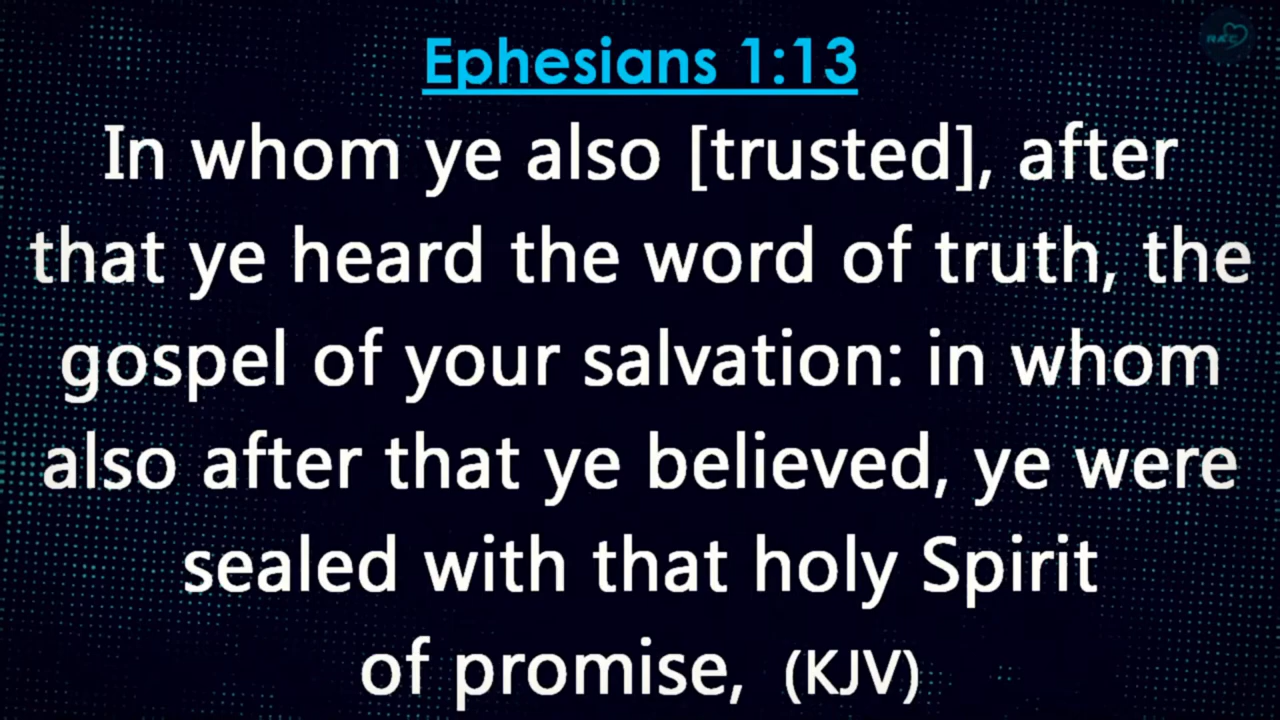 Ephesians 1:13
In whom ye also [trusted], after
that ye heard the word of truth, the
gospel of your salvation: in whom
also after that ye believed, ye were
sealed with that holy Spirit
of promise, (KJV)